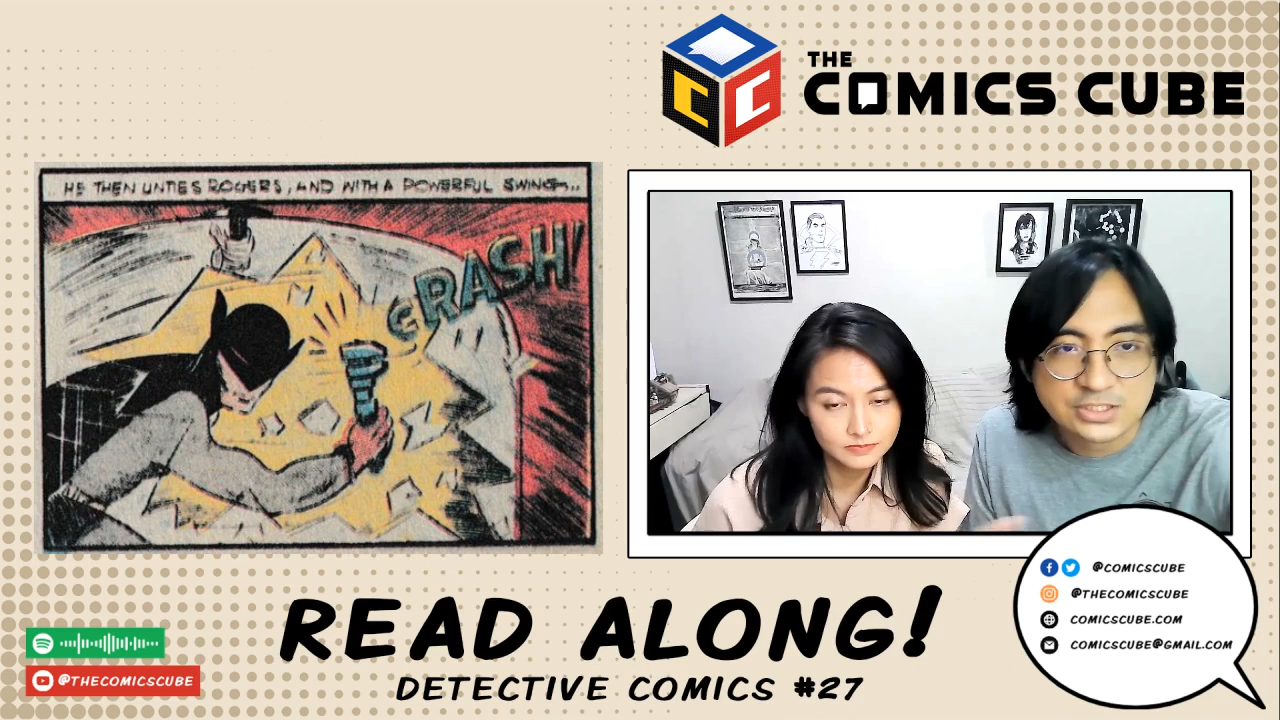 THE
COMICS CUBE
HE THEN UNTIES ROGERS, AND WITH A POWERFUL SWING...
CRASH!
READ ALONG!
DETECTIVE COMICS #27
@THECOMICSCUBE
@COMICSCUBE
@THECOMICSCUBE
COMICSCUBE.COM
COMICSCUBE@GMAIL.COM